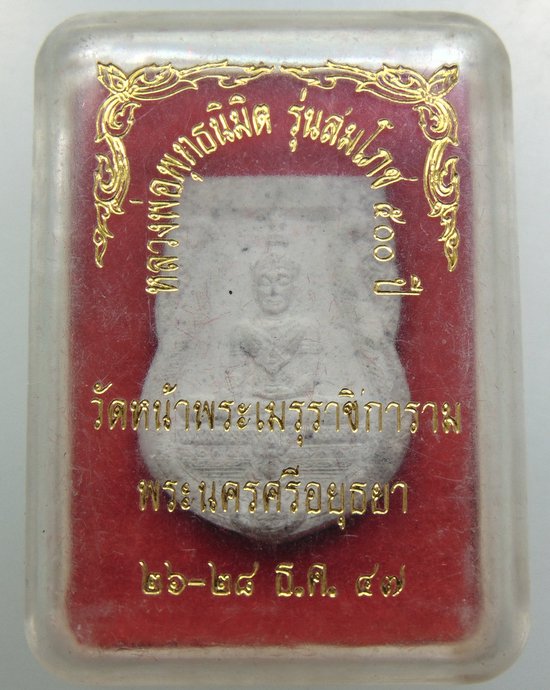 หลวงพ่อพุทธนิมิต รุ่นสมโภช ๕๐๐ ปี
วัดหน้าพระเมรุราชิการาม
พระนครศรีอยุธยา
๒๖-๒๘ ธ.ค. ๔๗